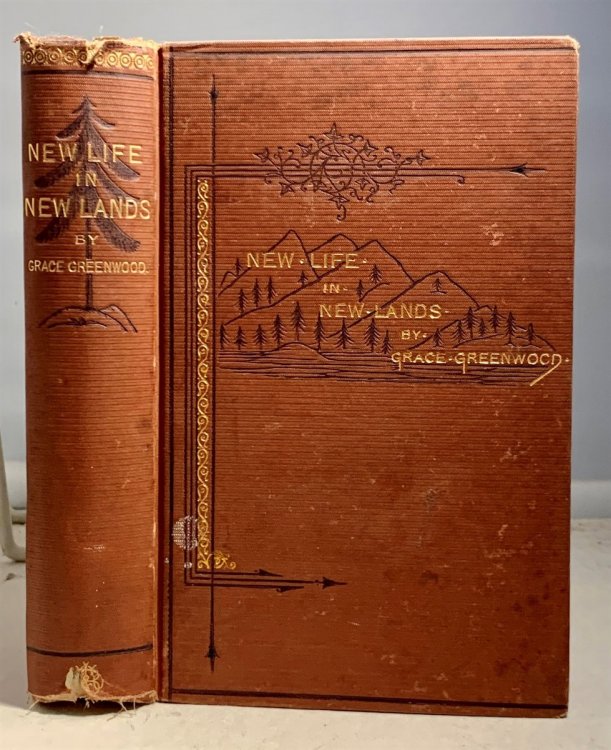 NEW LIFE
IN
NEW LANDS
BY
GRACE GREENWOOD.
NEW · LIFE ·
IN ·
NEW · LANDS ·
BY ·
GRACE · GREENWOOD ·